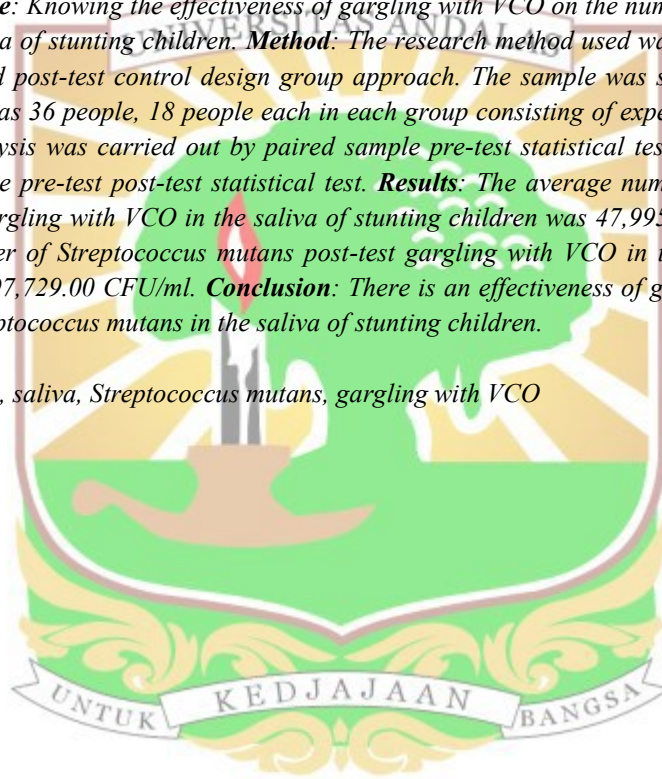 e: Knowing the effectiveness of gargling with VCO on the num
a of stunting children. Method: The research method used wa
d post-test control design group approach. The sample was s
as 36 people, 18 people each in each group consisting of expe
ysis was carried out by paired sample pre-test statistical tes
e pre-test post-test statistical test. Results: The average num
rgling with VCO in the saliva of stunting children was 47,995
er of Streptococcus mutans post-test gargling with VCO in t
07,729.00 CFU/ml. Conclusion: There is an effectiveness of g
ptococcus mutans in the saliva of stunting children.
, saliva, Streptococcus mutans, gargling with VCO
UNIVERSITAS ANDALAS
UNTUK KEDJAJAAN BANGSA